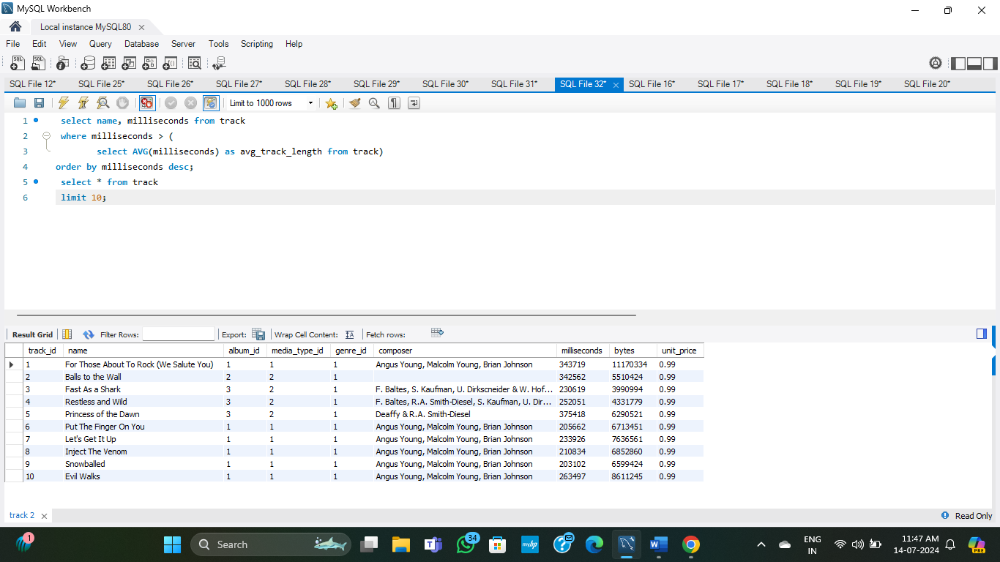 MySQL Workbench
Local instance MySQL80
File Edit View Query Database Server Tools Scripting Help
SQL File 12* SQL File 25* SQL File 26* SQL File 27* SQL File 28* SQL File 29* SQL File 30* SQL File 31* SQL File 32* SQL File 16* SQL File 17* SQL File 18* SQL File 19* SQL File 20*
Limit to 1000 rows
1 select name, milliseconds from track
2 where milliseconds > (
3 select AVG(milliseconds) as avg_track_length from track)
4 order by milliseconds desc;
5 select * from track
6 limit 10;
Result Grid Filter Rows: Export: Wrap Cell Content: Fetch rows:
track_id name album_id media_type_id genre_id composer milliseconds bytes unit_price
1 For Those About To Rock (We Salute You) 1 1 1 Angus Young, Malcolm Young, Brian Johnson 343719 11170334 0.99
2 Balls to the Wall 2 2 1 342562 5510424 0.99
3 Fast As a Shark 3 2 1 F. Baltes, S. Kaufman, U. Dirkscneider & W. Hof... 230619 3990994 0.99
4 Restless and Wild 3 2 1 F. Baltes, R.A. Smith-Diesel, S. Kaufman, U. Dir... 252051 4331779 0.99
5 Princess of the Dawn 3 2 1 Deaffy & R.A. Smith-Diesel 375418 6290521 0.99
6 Put The Finger On You 1 1 1 Angus Young, Malcolm Young, Brian Johnson 205662 6713451 0.99
7 Let's Get It Up 1 1 1 Angus Young, Malcolm Young, Brian Johnson 233926 7636561 0.99
8 Inject The Venom 1 1 1 Angus Young, Malcolm Young, Brian Johnson 210834 6852860 0.99
9 Snowballed 1 1 1 Angus Young, Malcolm Young, Brian Johnson 203102 6599424 0.99
10 Evil Walks 1 1 1 Angus Young, Malcolm Young, Brian Johnson 263497 8611245 0.99
track 2 Read Only
1 Search 34 myhp ENG 11:47 AM
IN 14-07-2024 PRE